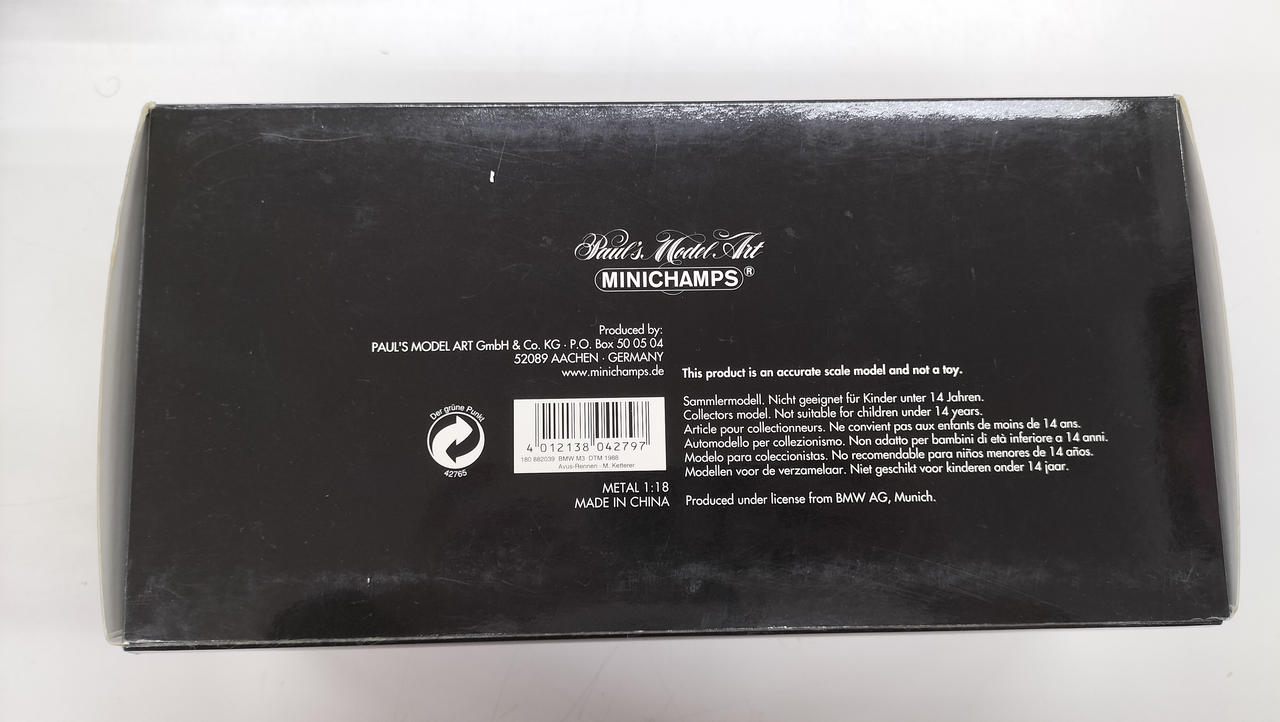 Paul's Model Art
MINICHAMPS®
Produced by:
PAUL'S MODEL ART GmbH & Co. KG · P.O. Box 50 05 04
52089 AACHEN · GERMANY
www.minichamps.de
Der grüne Punkt
42765
4 012138 042797
180 882039 BMW M3 DTM 1988
Avus-Rennen - M. Ketterer
METAL 1:18
MADE IN CHINA
This product is an accurate scale model and not a toy.
Sammlermodell. Nicht geeignet für Kinder unter 14 Jahren.
Collectors model. Not suitable for children under 14 years.
Article pour collectionneurs. Ne convient pas aux enfants de moins de 14 ans.
Automodello per collezionismo. Non adatto per bambini di età inferiore a 14 anni.
Modelo para coleccionistas. No recomendable para niños menores de 14 años.
Modellen voor de verzamelaar. Niet geschikt voor kinderen onder 14 jaar.
Produced under license from BMW AG, Munich.